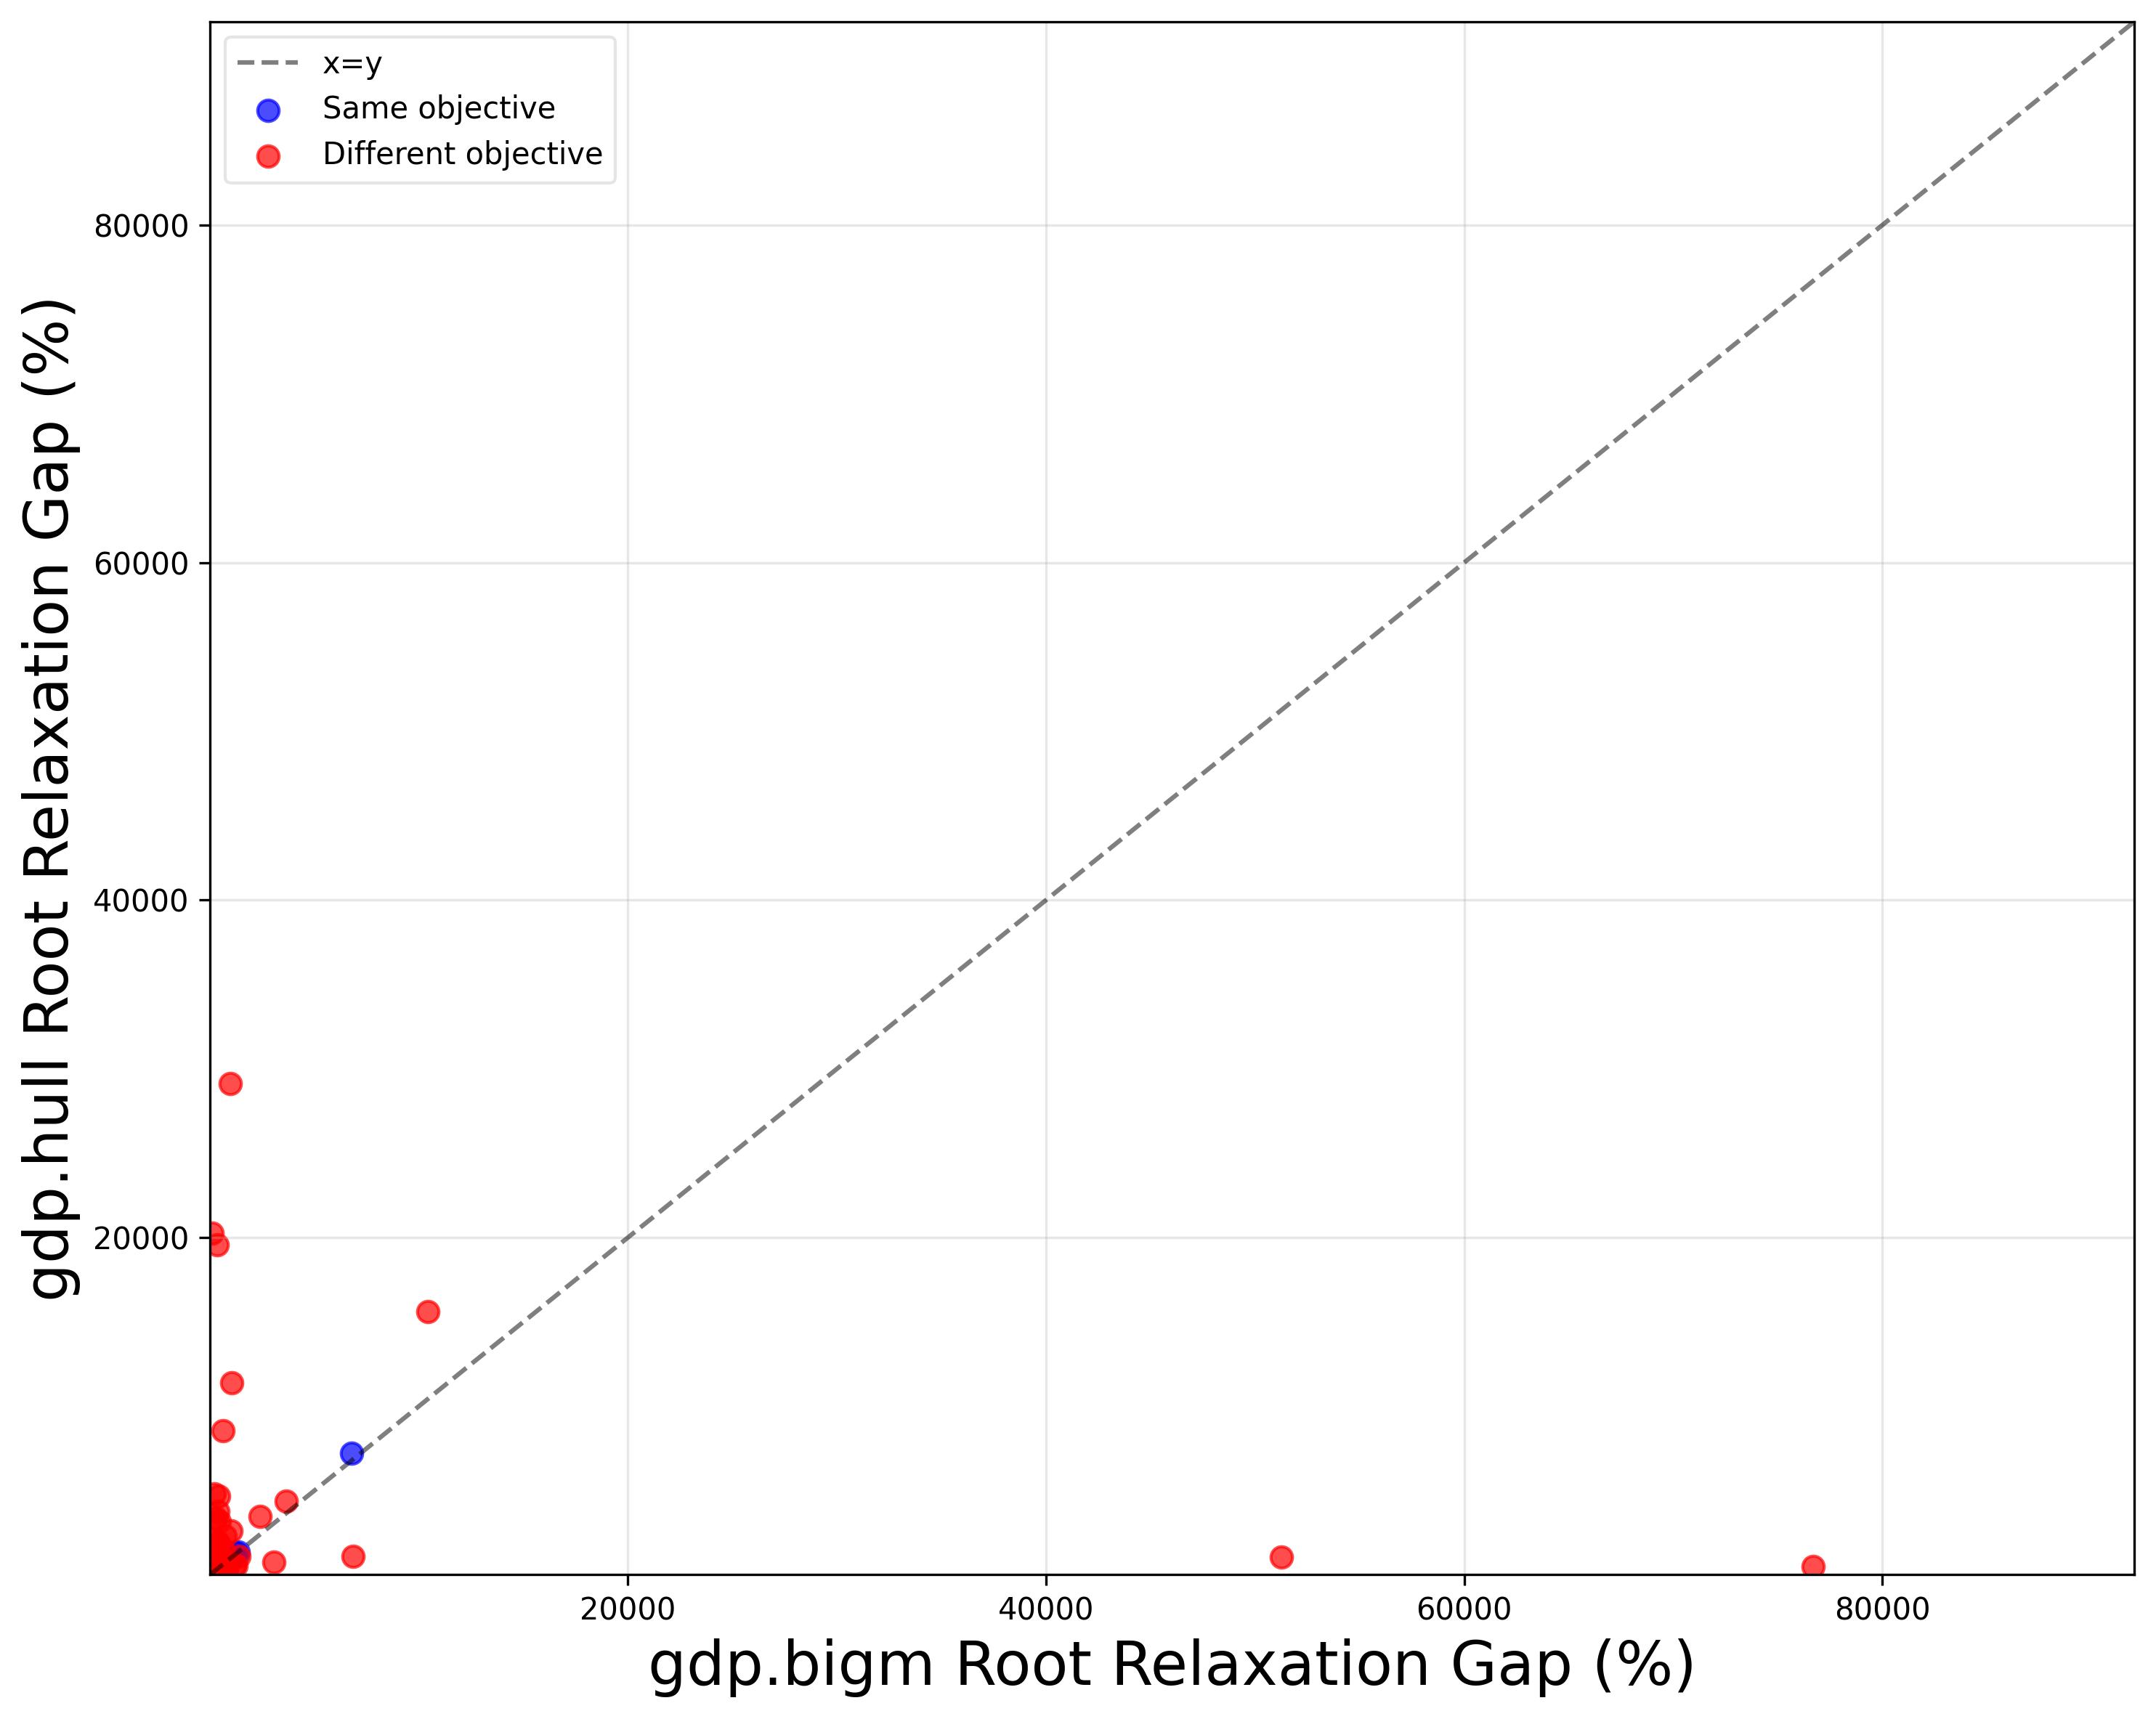 x=y
Same objective
Different objective
gdp.hull Root Relaxation Gap (%)
80000
60000
40000
20000
20000 40000 60000 80000
gdp.bigm Root Relaxation Gap (%)